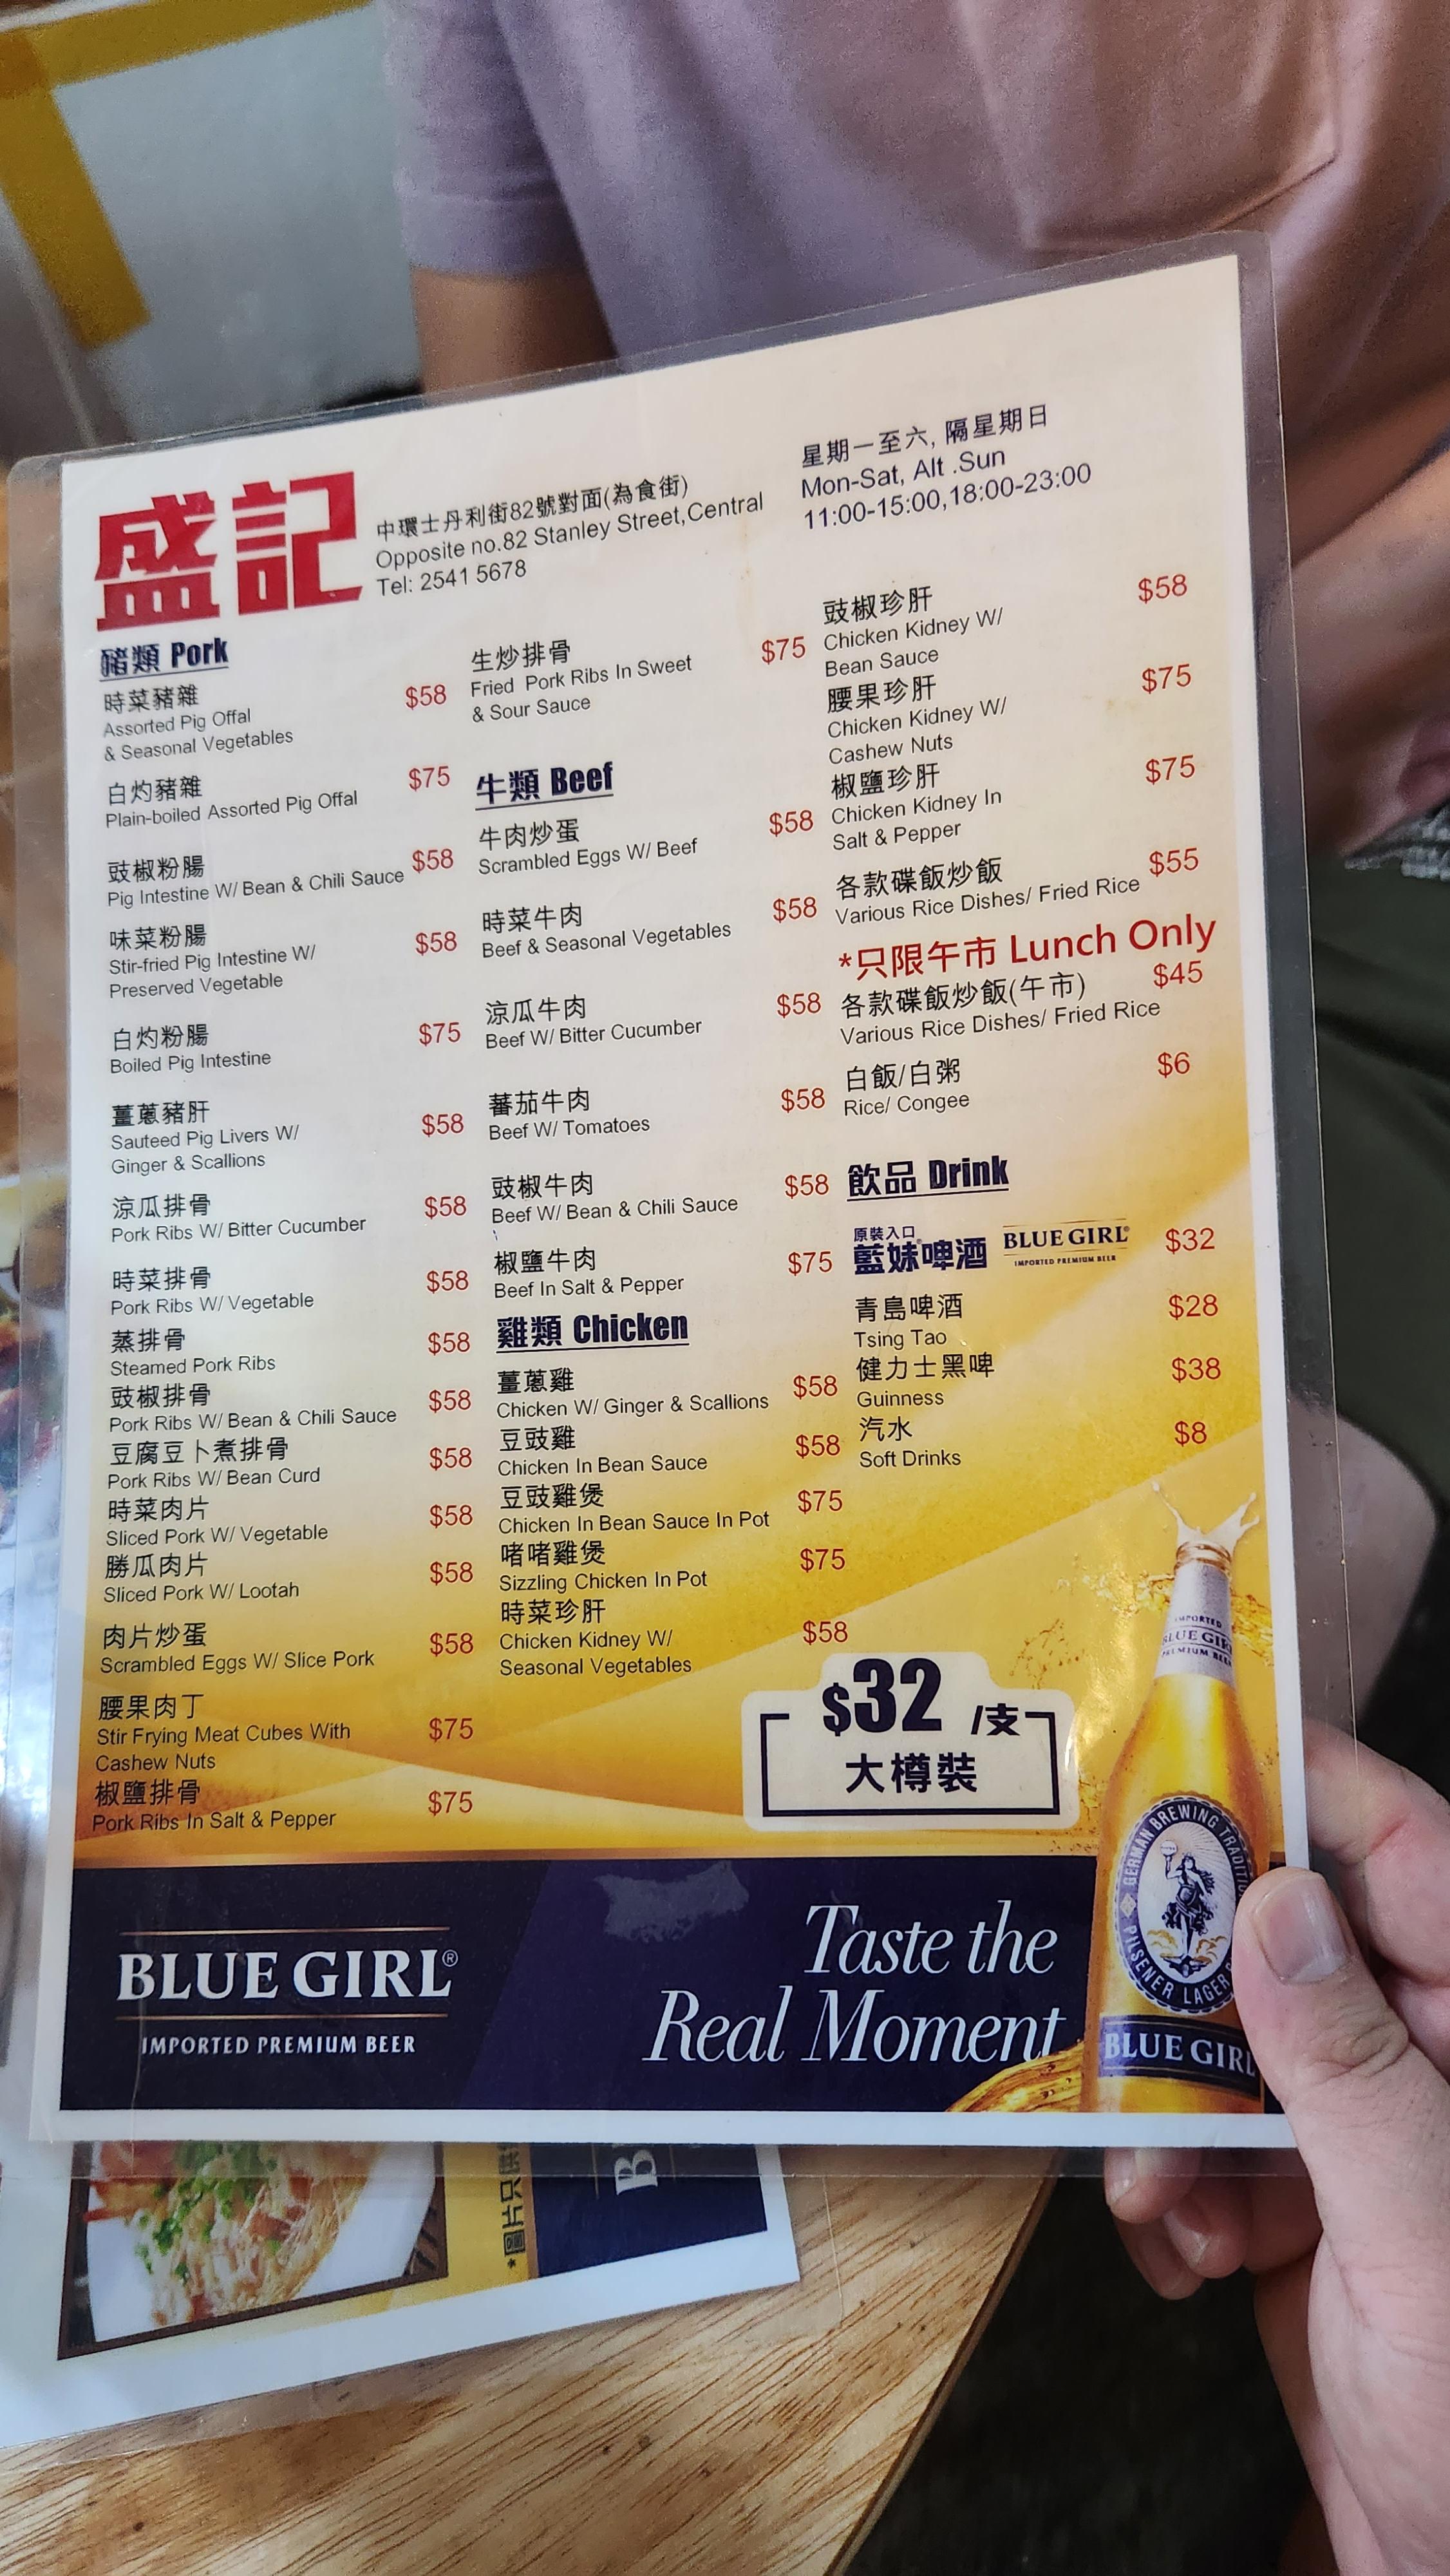 盛記
中環士丹利街82號對面(為食街)
Opposite no.82 Stanley Street,Central
Tel: 2541 5678
星期一至六, 隔星期日
Mon-Sat, Alt .Sun
11:00-15:00,18:00-23:00
豬類 Pork
時菜豬雜 $58
Assorted Pig Offal
& Seasonal Vegetables
白灼豬雜 $75
Plain-boiled Assorted Pig Offal
豉椒粉腸 $58
Pig Intestine W/ Bean & Chili Sauce
味菜粉腸 $58
Stir-fried Pig Intestine W/
Preserved Vegetable
白灼粉腸 $75
Boiled Pig Intestine
薑蔥豬肝 $58
Sauteed Pig Livers W/
Ginger & Scallions
涼瓜排骨 $58
Pork Ribs W/ Bitter Cucumber
時菜排骨 $58
Pork Ribs W/ Vegetable
蒸排骨 $58
Steamed Pork Ribs
豉椒排骨 $58
Pork Ribs W/ Bean & Chili Sauce
豆腐豆卜煮排骨 $58
Pork Ribs W/ Bean Curd
時菜肉片 $58
Sliced Pork W/ Vegetable
勝瓜肉片 $58
Sliced Pork W/ Lootah
肉片炒蛋 $58
Scrambled Eggs W/ Slice Pork
腰果肉丁 $75
Stir Frying Meat Cubes With
Cashew Nuts
椒鹽排骨 $75
Pork Ribs In Salt & Pepper
生炒排骨 $75
Fried Pork Ribs In Sweet
& Sour Sauce
牛類 Beef
牛肉炒蛋 $58
Scrambled Eggs W/ Beef
時菜牛肉 $58
Beef & Seasonal Vegetables
涼瓜牛肉 $58
Beef W/ Bitter Cucumber
蕃茄牛肉 $58
Beef W/ Tomatoes
豉椒牛肉 $58
Beef W/ Bean & Chili Sauce
椒鹽牛肉 $75
Beef In Salt & Pepper
雞類 Chicken
薑蔥雞 $58
Chicken W/ Ginger & Scallions
豆豉雞 $58
Chicken In Bean Sauce
豆豉雞煲 $75
Chicken In Bean Sauce In Pot
啫啫雞煲 $75
Sizzling Chicken In Pot
時菜珍肝 $58
Chicken Kidney W/
Seasonal Vegetables
豉椒珍肝 $58
Chicken Kidney W/
Bean Sauce
腰果珍肝 $75
Chicken Kidney W/
Cashew Nuts
椒鹽珍肝 $75
Chicken Kidney In
Salt & Pepper
各款碟飯炒飯 $55
Various Rice Dishes/ Fried Rice
*只限午市 Lunch Only
各款碟飯炒飯(午市) $45
Various Rice Dishes/ Fried Rice
白飯/白粥 $6
Rice/ Congee
飲品 Drink
原裝入口
藍妹啤酒 BLUE GIRL $32
IMPORTED PREMIUM BEER
青島啤酒 $28
Tsing Tao
健力士黑啤 $38
Guinness
汽水 $8
Soft Drinks
$32 /支
大樽裝
IMPORTED
BLUE GIRL
PREMIUM BEER
GERMAN BREWING TRADITION
PILSENER LAGER
BLUE GIRL
BLUE GIRL®
IMPORTED PREMIUM BEER
Taste the
Real Moment
*圖片只供
B